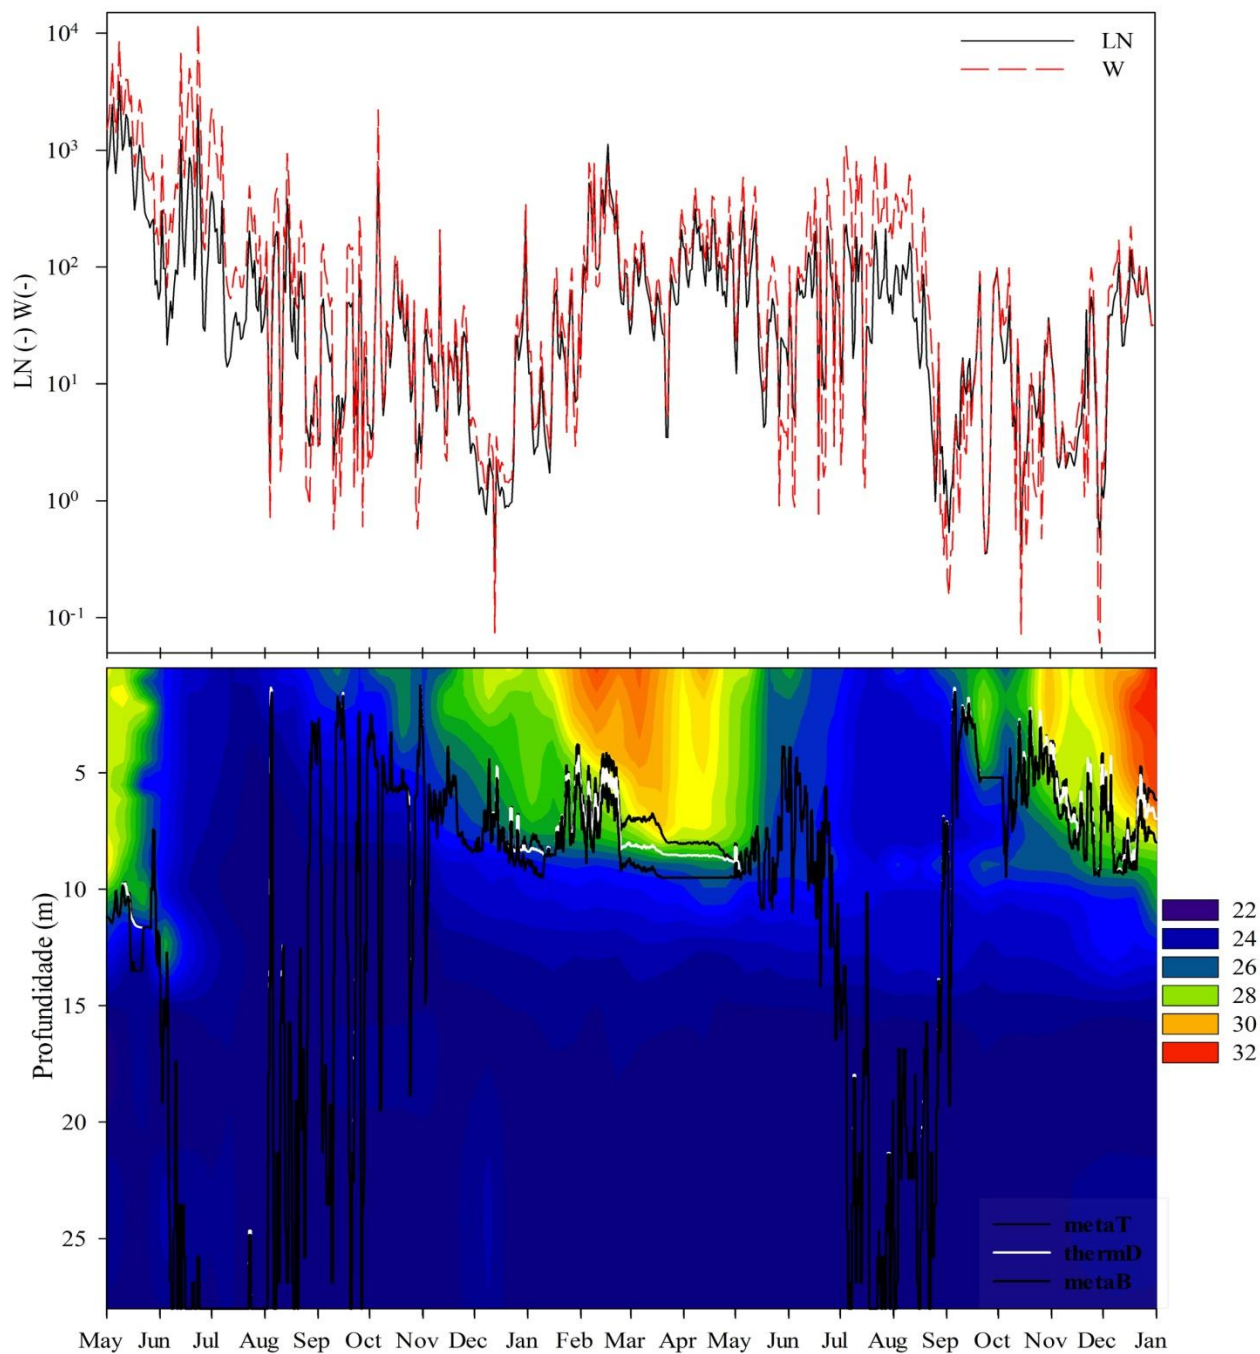 10⁴
10³
10²
10¹
10⁰
10⁻¹
LN (-) W(-)
LN
W
5
10
15
20
25
Profundidade (m)
22
24
26
28
30
32
metaT
thermD
metaB
May Jun Jul Aug Sep Oct Nov Dec Jan Feb Mar Apr May Jun Jul Aug Sep Oct Nov Dec Jan